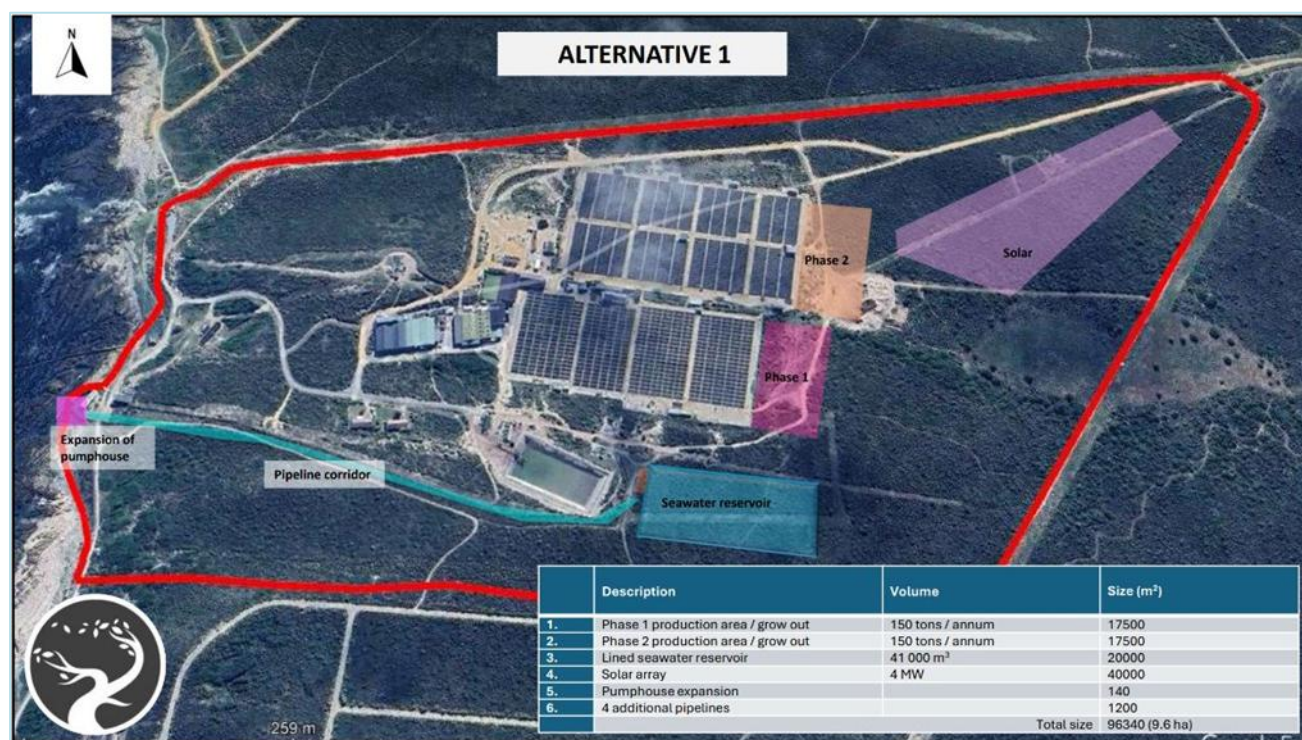 N
ALTERNATIVE 1
Solar
Phase 2
Phase 1
Expansion of
pumphouse
Pipeline corridor
Seawater reservoir
Description Volume Size (m²)
1. Phase 1 production area / grow out 150 tons / annum 17500
2. Phase 2 production area / grow out 150 tons / annum 17500
3. Lined seawater reservoir 41 000 m³ 20000
4. Solar array 4 MW 40000
5. Pumphouse expansion 140
6. 4 additional pipelines 1200
Total size 96340 (9.6 ha)
259 m